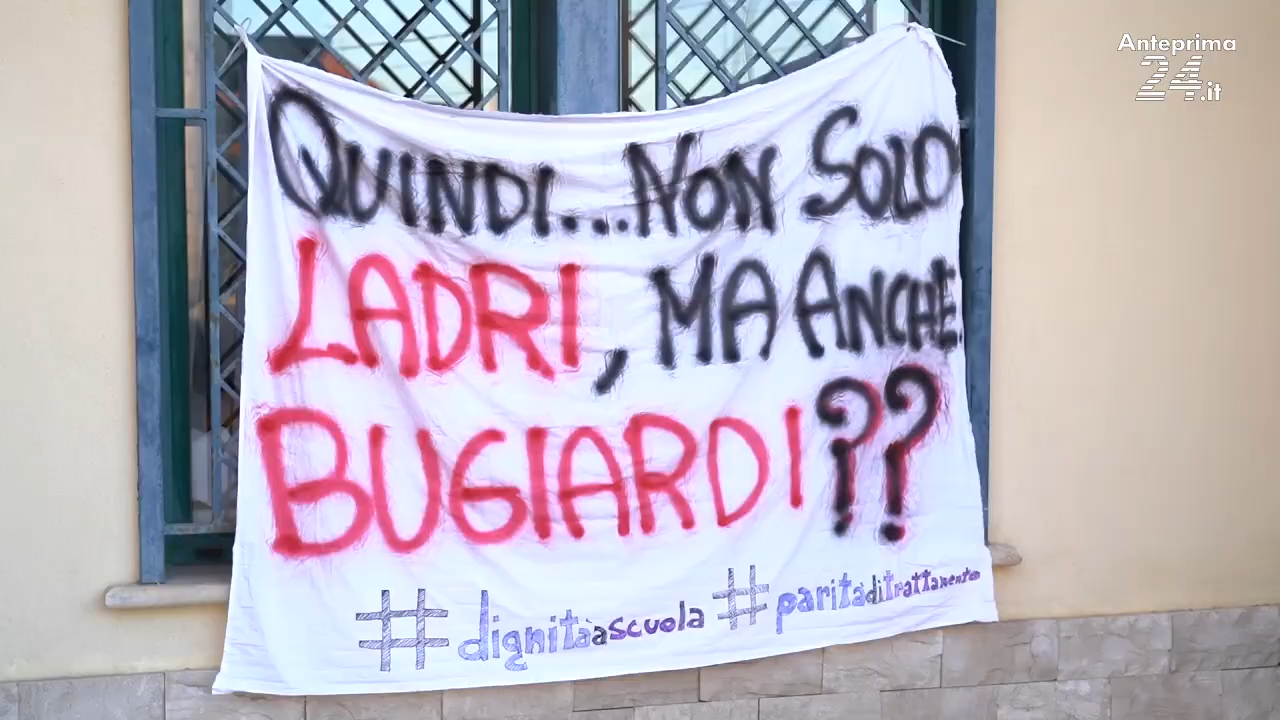 Anteprima
24.it
QUINDI...NON SOLO
LADRI, MA ANCHE
BUGIARDI??
#dignitàascuola #paritàditrattamento